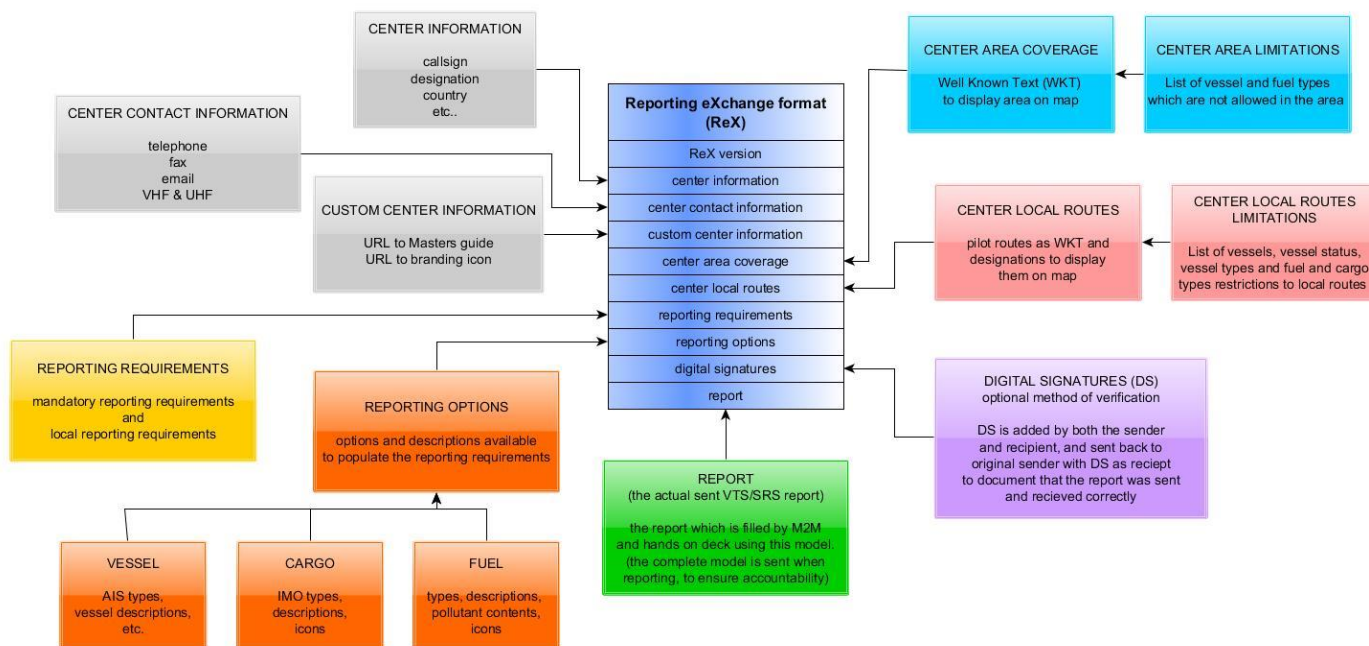 CENTER INFORMATION
callsign
designation
country
etc..
CENTER CONTACT INFORMATION
telephone
fax
email
VHF & UHF
CUSTOM CENTER INFORMATION
URL to Masters guide
URL to branding icon
Reporting eXchange format
(ReX)
ReX version
center information
center contact information
custom center information
center area coverage
center local routes
reporting requirements
reporting options
digital signatures
report
CENTER AREA COVERAGE
Well Known Text (WKT)
to display area on map
CENTER AREA LIMITATIONS
List of vessel and fuel types
which are not allowed in the area
CENTER LOCAL ROUTES
pilot routes as WKT and
designations to display
them on map
CENTER LOCAL ROUTES
LIMITATIONS
List of vessels, vessel status,
vessel types and fuel and cargo
types restrictions to local routes
REPORTING REQUIREMENTS
mandatory reporting requirements
and
local reporting requirements
REPORTING OPTIONS
options and descriptions available
to populate the reporting requirements
DIGITAL SIGNATURES (DS)
optional method of verification
DS is added by both the sender
and recipient, and sent back to
original sender with DS as reciept
to document that the report was sent
and recieved correctly
REPORT
(the actual sent VTS/SRS report)
the report which is filled by M2M
and hands on deck using this model.
(the complete model is sent when
reporting, to ensure accountability)
VESSEL
AIS types,
vessel descriptions,
etc.
CARGO
IMO types,
descriptions,
icons
FUEL
types, descriptions,
pollutant contents,
icons